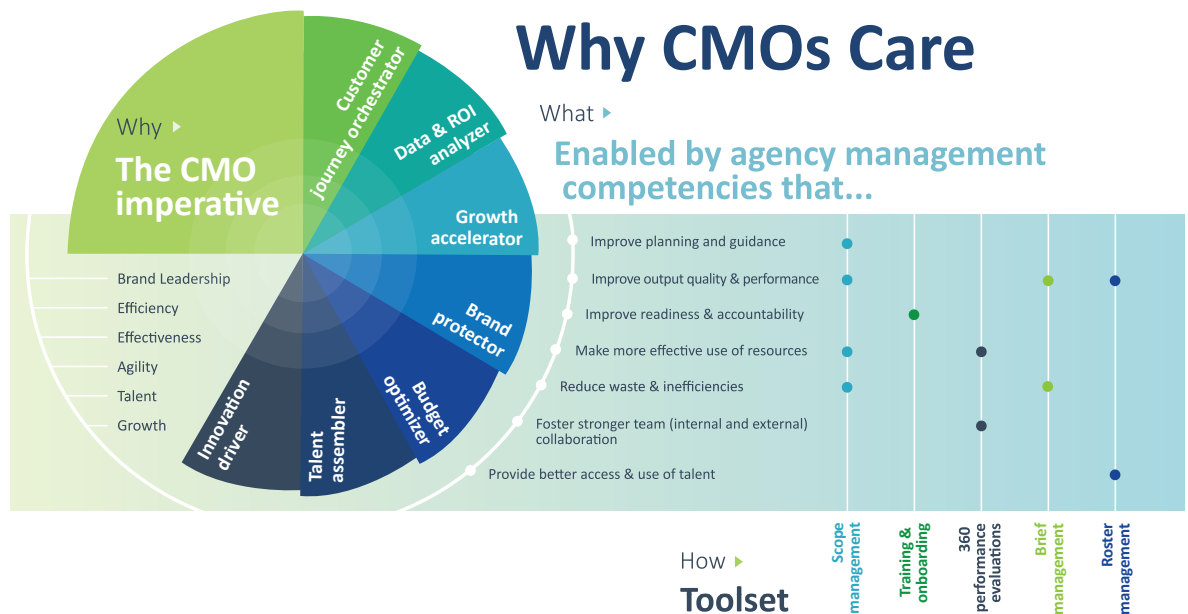 Why CMOs Care
Why
The CMO
imperative
Brand Leadership
Efficiency
Effectiveness
Agility
Talent
Growth
Customer
journey orchestrator
Data & ROI
analyzer
Growth
accelerator
Brand
protector
Budget
optimizer
Talent
assembler
Innovation
driver
What
Enabled by agency management
competencies that...
Improve planning and guidance
Improve output quality & performance
Improve readiness & accountability
Make more effective use of resources
Reduce waste & inefficiencies
Foster stronger team (internal and external)
collaboration
Provide better access & use of talent
How
Toolset
Scope
management
Training &
onboarding
360
performance
evaluations
Brief
management
Roster
management